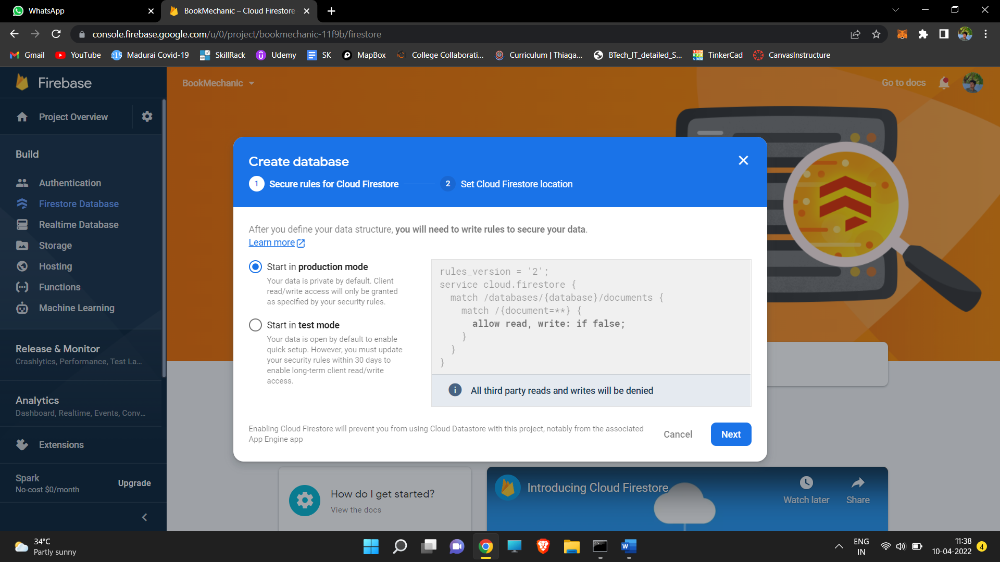 WhatsApp
BookMechanic – Cloud Firestore
console.firebase.google.com/u/0/project/bookmechanic-11f9b/firestore
Gmail
YouTube
:19 Madurai Covid-19
SkillRack
Udemy
SK
MapBox
College Collaborati...
Curriculum | Thiaga...
BTech_IT_detailed_S...
TinkerCad
CanvasInstructure
Firebase
BookMechanic
Go to docs
Project Overview
Build
Authentication
Firestore Database
Realtime Database
Storage
Hosting
Functions
Machine Learning
Release & Monitor
Crashlytics, Performance, Test La...
Analytics
Dashboard, Realtime, Events, Conv...
Extensions
Spark
No-cost $0/month
Upgrade
Create database
1 Secure rules for Cloud Firestore
2 Set Cloud Firestore location
After you define your data structure, you will need to write rules to secure your data.
Learn more
Start in production mode
Your data is private by default. Client
read/write access will only be granted
as specified by your security rules.
Start in test mode
Your data is open by default to enable
quick setup. However, you must update
your security rules within 30 days to
enable long-term client read/write
access.
rules_version = '2';
service cloud.firestore {
match /databases/{database}/documents {
match /{document=**} {
allow read, write: if false;
}
}
}
All third party reads and writes will be denied
Enabling Cloud Firestore will prevent you from using Cloud Datastore with this project, notably from the associated
App Engine app
Cancel
Next
How do I get started?
View the docs
Introducing Cloud Firestore
Watch later
Share
34°C
Partly sunny
ENG
IN
11:38
10-04-2022
4